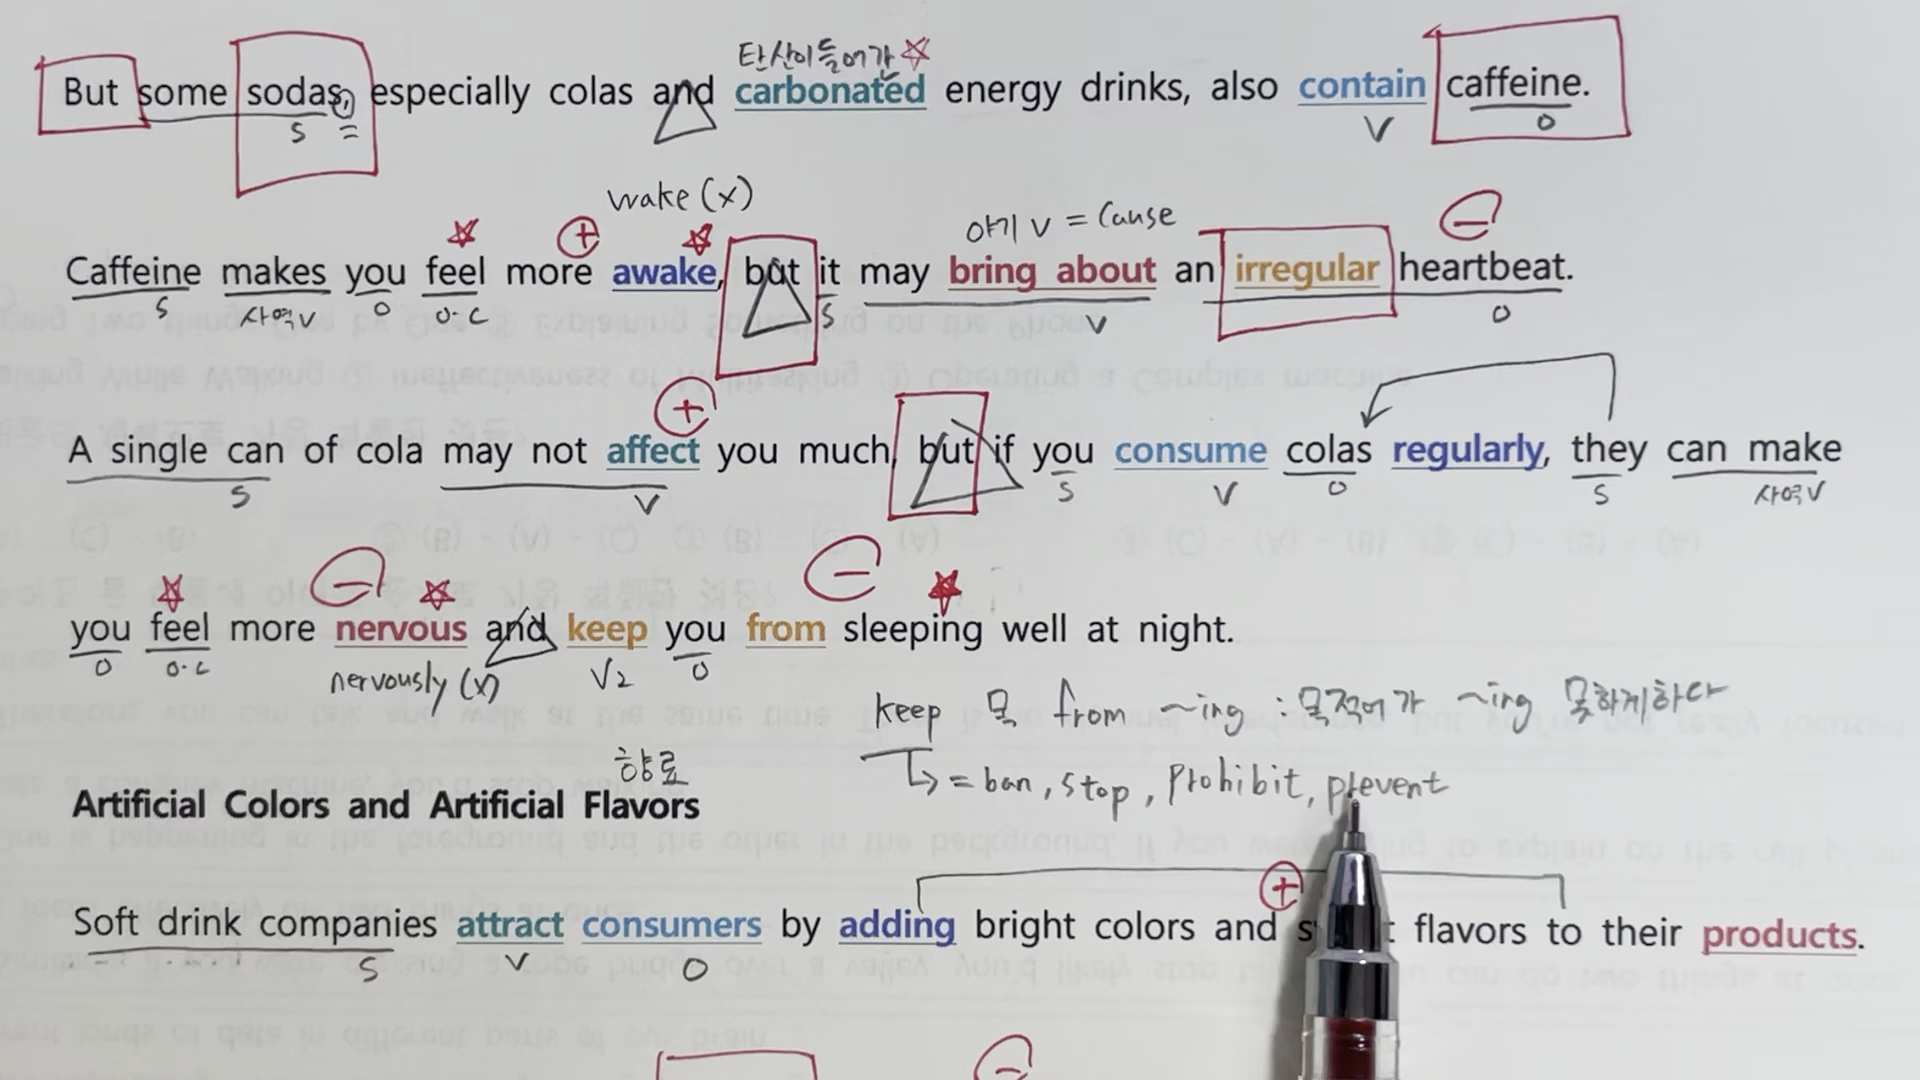 탄산이들어간
But some sodas, especially colas and carbonated energy drinks, also contain caffeine.
S V O
wake (x) 야기 V = Cause
Caffeine makes you feel more awake, but it may bring about an irregular heartbeat.
S 사역V O O·C S V O
A single can of cola may not affect you much, but if you consume colas regularly, they can make
S V S V O S 사역V
you feel more nervous and keep you from sleeping well at night.
O O·C nervously (x) V2 O
keep 목 from ~ing : 목적어가 ~ing 못하게하다
향료
= ban, stop, prohibit, prevent
Artificial Colors and Artificial Flavors
Soft drink companies attract consumers by adding bright colors and flavors to their products.
S V O